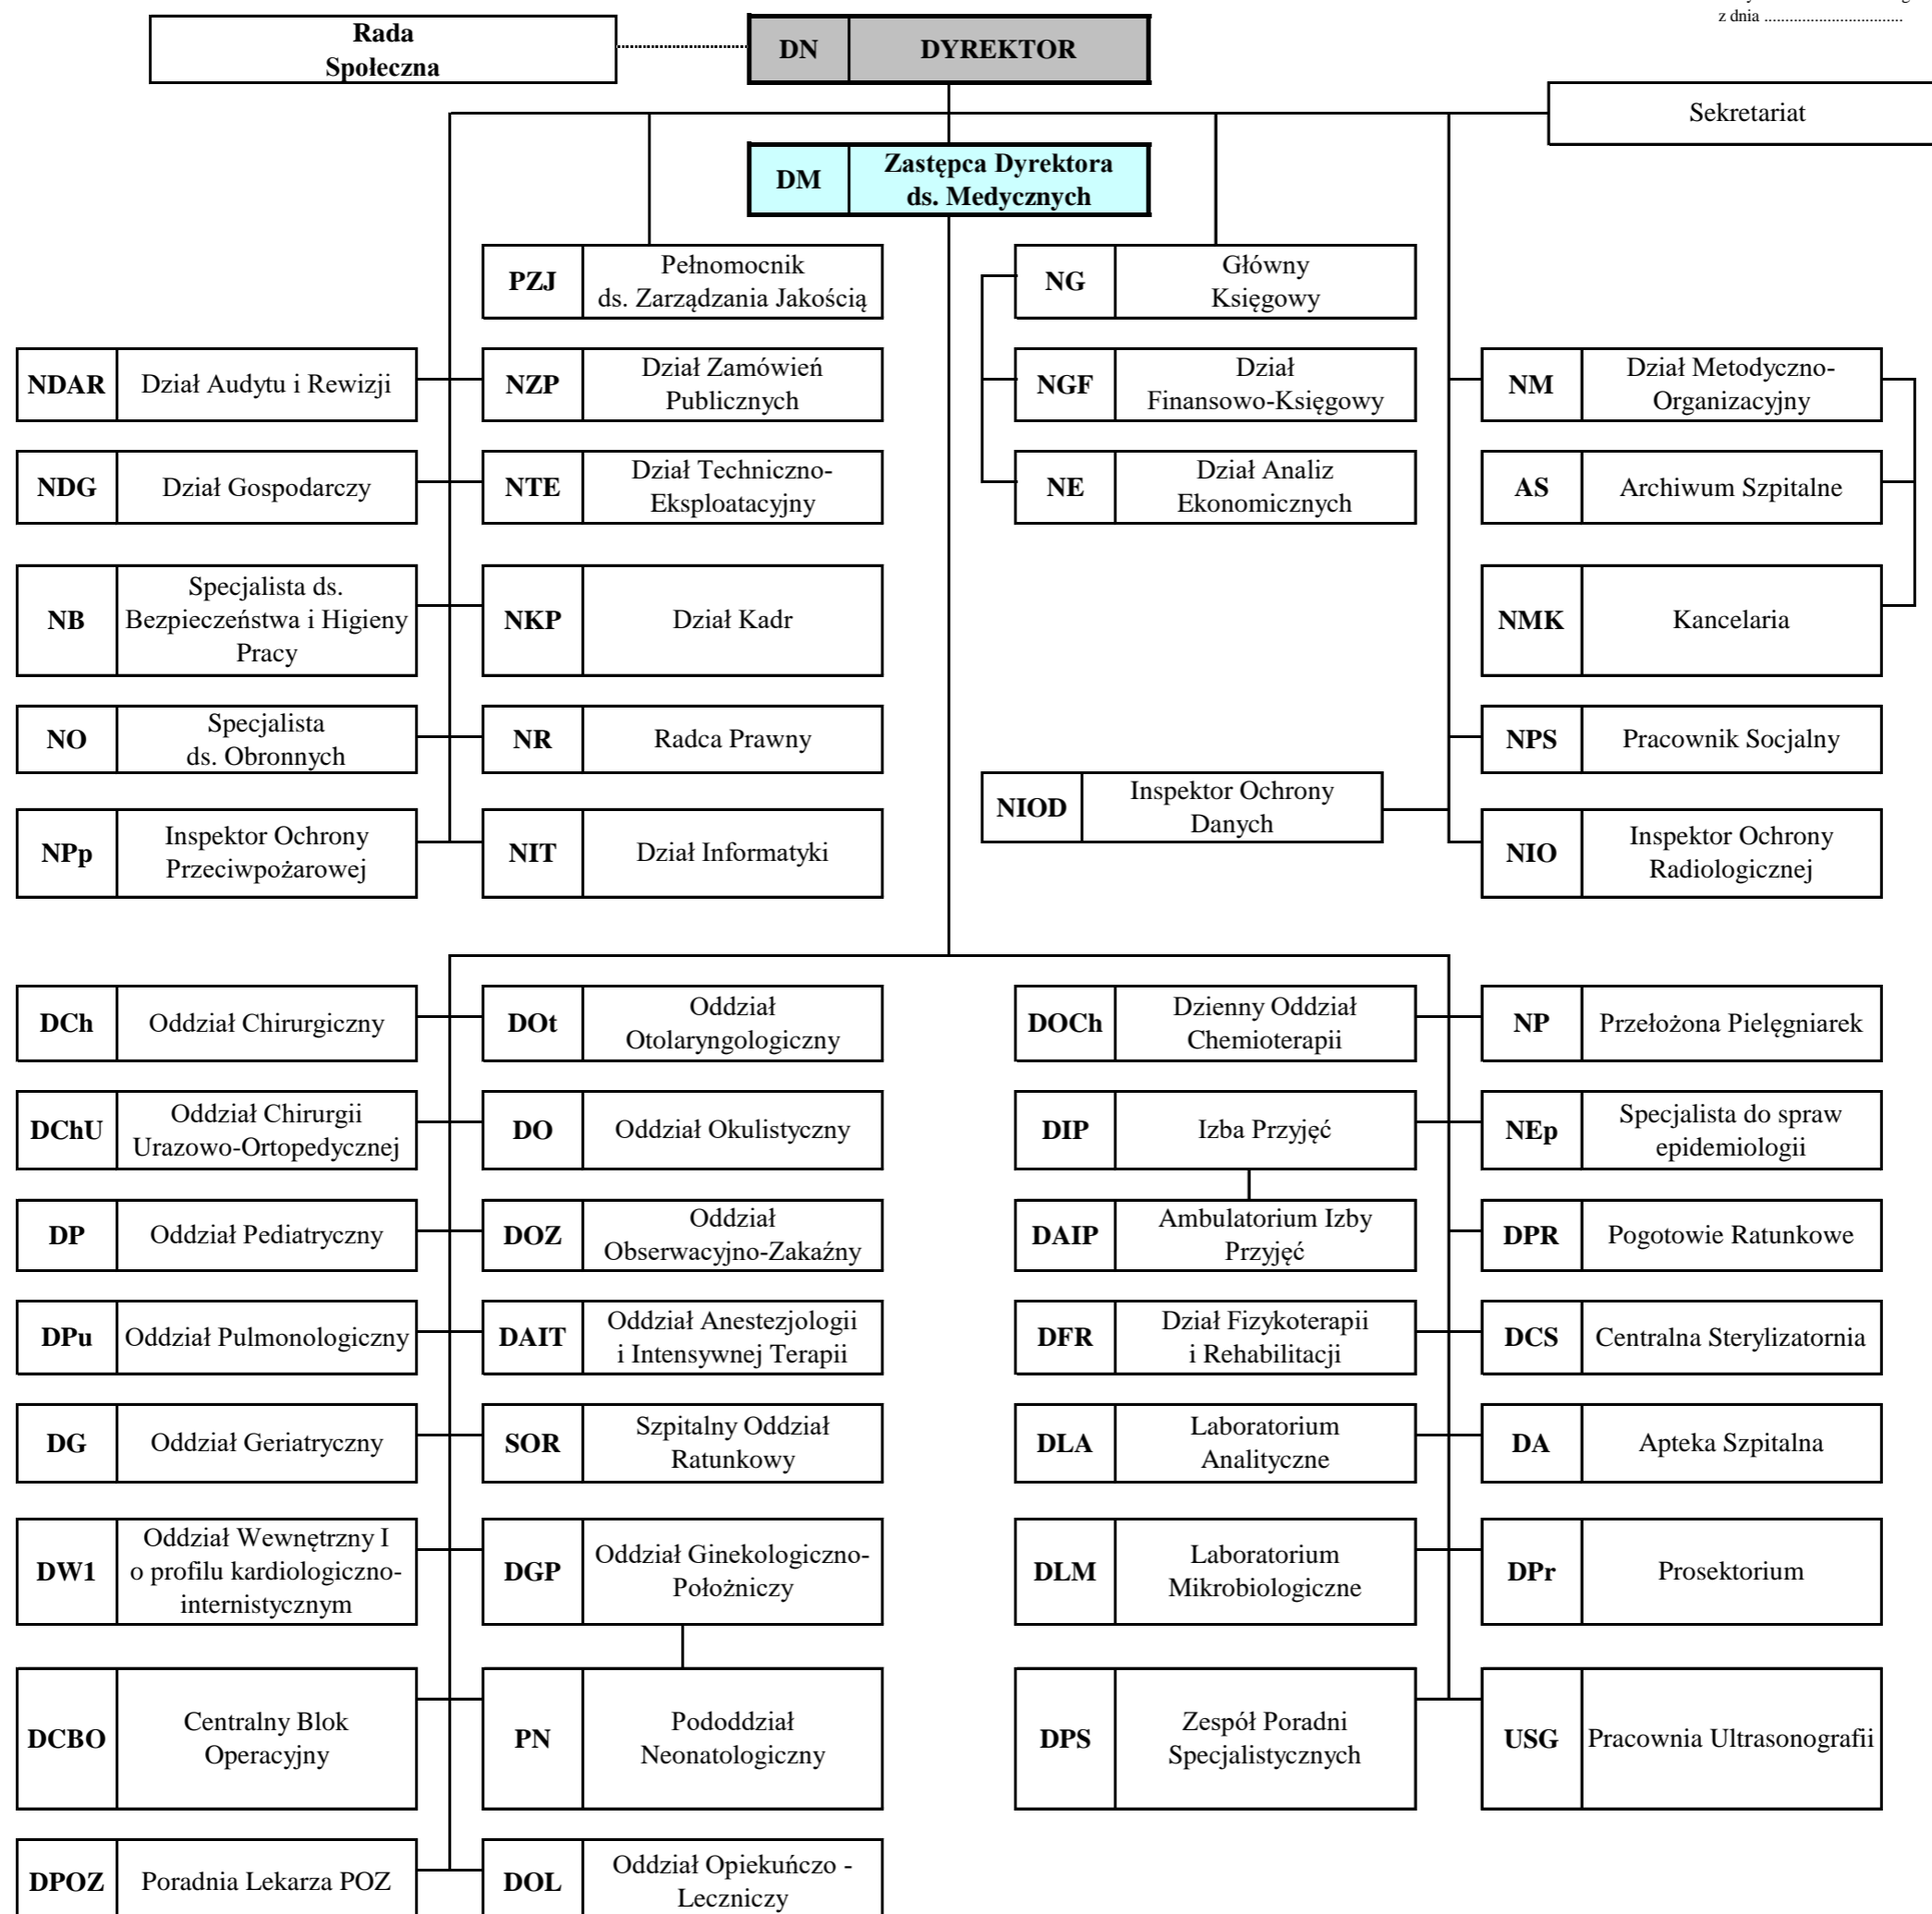 z dnia .................................
Rada
Społeczna
DN DYREKTOR
Sekretariat
DM Zastępca Dyrektora
ds. Medycznych
PZJ Pełnomocnik
ds. Zarządzania Jakością
NG Główny
Księgowy
NDAR Dział Audytu i Rewizji
NZP Dział Zamówień
Publicznych
NGF Dział
Finansowo-Księgowy
NM Dział Metodyczno-
Organizacyjny
NDG Dział Gospodarczy
NTE Dział Techniczno-
Eksploatacyjny
NE Dział Analiz
Ekonomicznych
AS Archiwum Szpitalne
NB Specjalista ds.
Bezpieczeństwa i Higieny
Pracy
NKP Dział Kadr
NMK Kancelaria
NO Specjalista
ds. Obronnych
NR Radca Prawny
NPS Pracownik Socjalny
NIOD Inspektor Ochrony
Danych
NPp Inspektor Ochrony
Przeciwpożarowej
NIT Dział Informatyki
NIO Inspektor Ochrony
Radiologicznej
DCh Oddział Chirurgiczny
DOt Oddział
Otolaryngologiczny
DOCh Dzienny Oddział
Chemioterapii
NP Przełożona Pielęgniarek
DChU Oddział Chirurgii
Urazowo-Ortopedycznej
DO Oddział Okulistyczny
DIP Izba Przyjęć
NEp Specjalista do spraw
epidemiologii
DP Oddział Pediatryczny
DOZ Oddział
Obserwacyjno-Zakaźny
DAIP Ambulatorium Izby
Przyjęć
DPR Pogotowie Ratunkowe
DPu Oddział Pulmonologiczny
DAIT Oddział Anestezjologii
i Intensywnej Terapii
DFR Dział Fizykoterapii
i Rehabilitacji
DCS Centralna Sterylizatornia
DG Oddział Geriatryczny
SOR Szpitalny Oddział
Ratunkowy
DLA Laboratorium
Analityczne
DA Apteka Szpitalna
DW1 Oddział Wewnętrzny I
o profilu kardiologiczno-
internistycznym
DGP Oddział Ginekologiczno-
Położniczy
DLM Laboratorium
Mikrobiologiczne
DPr Prosektorium
DCBO Centralny Blok
Operacyjny
PN Pododdział
Neonatologiczny
DPS Zespół Poradni
Specjalistycznych
USG Pracownia Ultrasonografii
DPOZ Poradnia Lekarza POZ
DOL Oddział Opiekuńczo -
Leczniczy